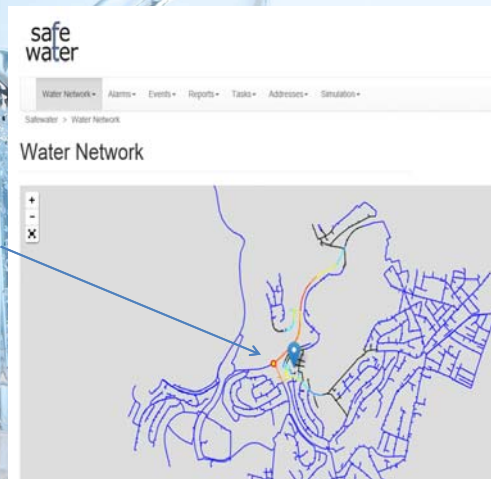 safe
water
Water Network Alarms Events Reports Tasks Addresses Simulation
Safewater > Water Network
Water Network
+
-